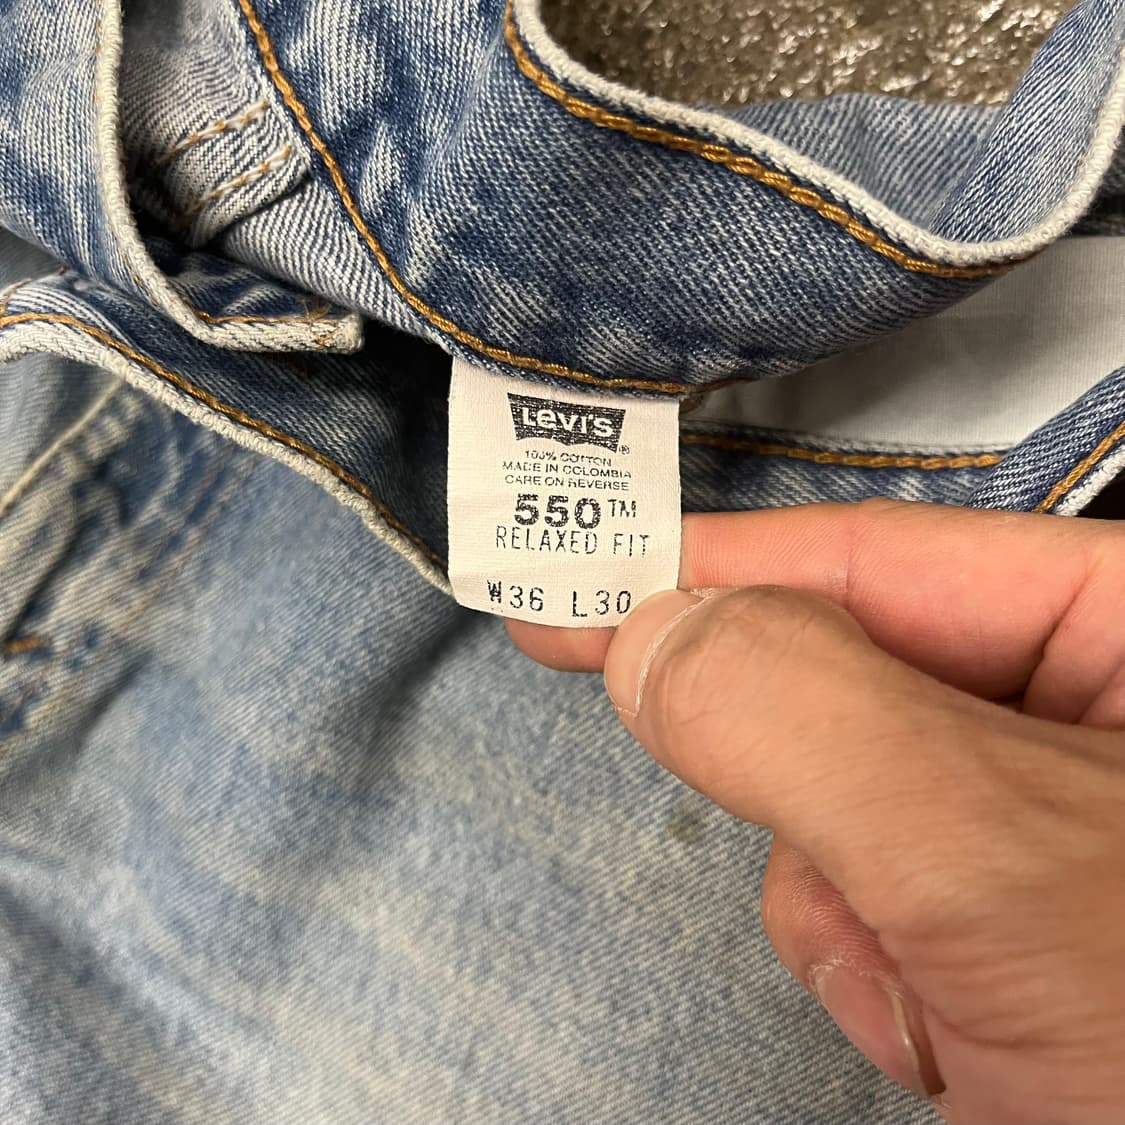 LEVI'S®
100% COTTON
MADE IN COLOMBIA
CARE ON REVERSE
550™
RELAXED FIT
W36 L30